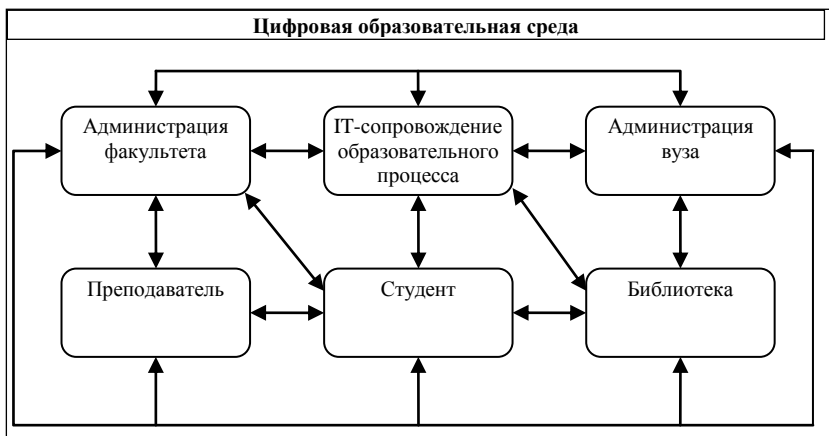 Цифровая образовательная среда
Администрация
факультета
IT-сопровождение
образовательного
процесса
Администрация
вуза
Преподаватель
Студент
Библиотека